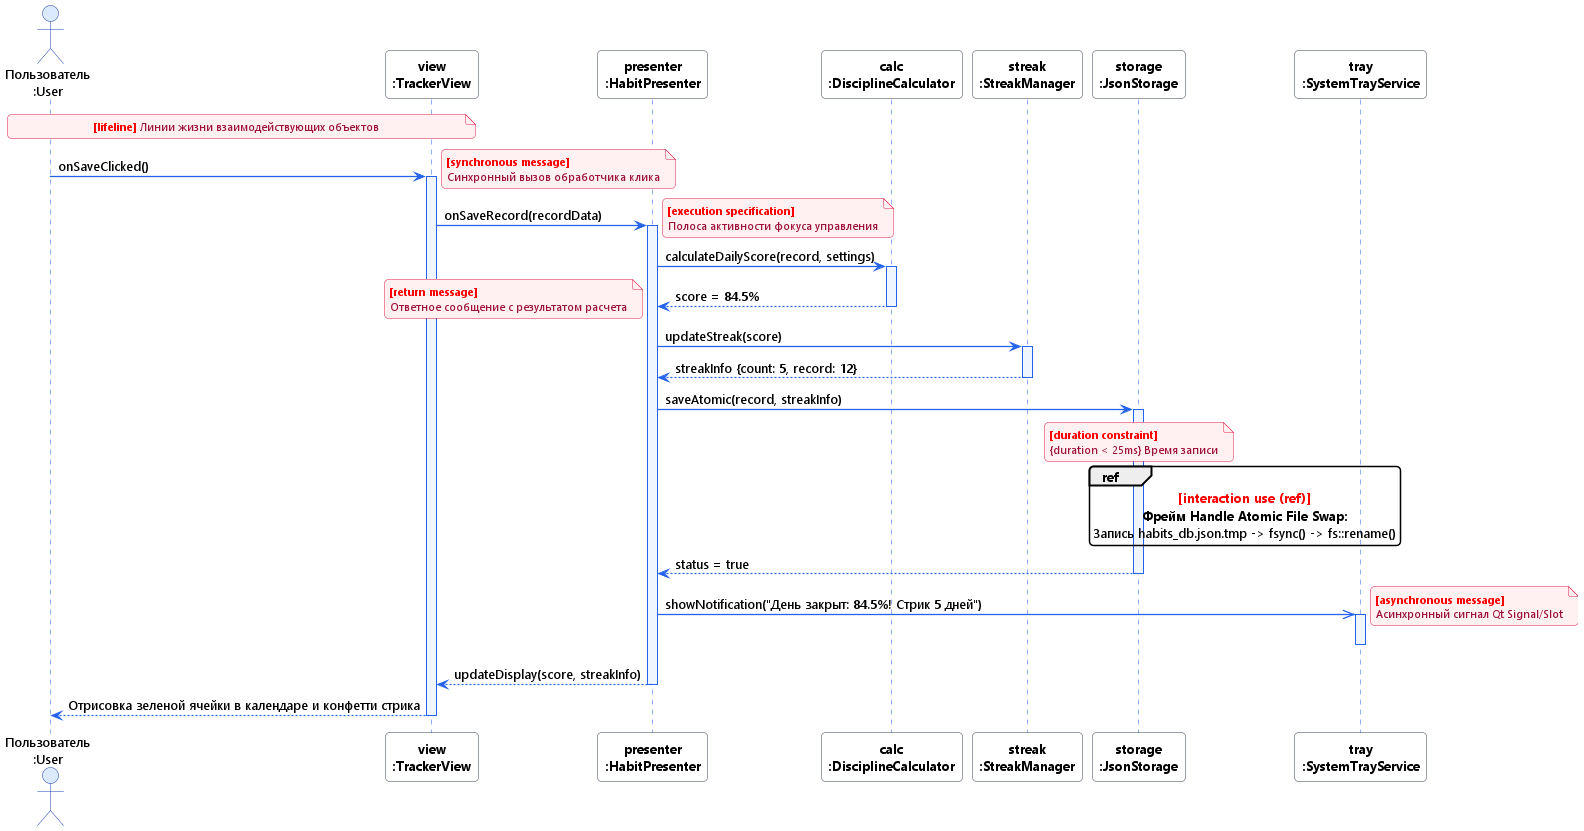 Пользователь
:User
view
:TrackerView
presenter
:HabitPresenter
calc
:DisciplineCalculator
streak
:StreakManager
storage
:JsonStorage
tray
:SystemTrayService
[lifeline] Линии жизни взаимодействующих объектов
onSaveClicked()
[synchronous message]
Синхронный вызов обработчика клика
onSaveRecord(recordData)
[execution specification]
Полоса активности фокуса управления
calculateDailyScore(record, settings)
[return message]
Ответное сообщение с результатом расчета
score = 84.5%
updateStreak(score)
streakInfo {count: 5, record: 12}
saveAtomic(record, streakInfo)
[duration constraint]
{duration < 25ms} Время записи
ref
[interaction use (ref)]
Фрейм Handle Atomic File Swap:
Запись habits_db.json.tmp -> fsync() -> fs::rename()
status = true
showNotification("День закрыт: 84.5%! Стрик 5 дней")
[asynchronous message]
Асинхронный сигнал Qt Signal/Slot
updateDisplay(score, streakInfo)
Отрисовка зеленой ячейки в календаре и конфетти стрика
Пользователь
:User
view
:TrackerView
presenter
:HabitPresenter
calc
:DisciplineCalculator
streak
:StreakManager
storage
:JsonStorage
tray
:SystemTrayService